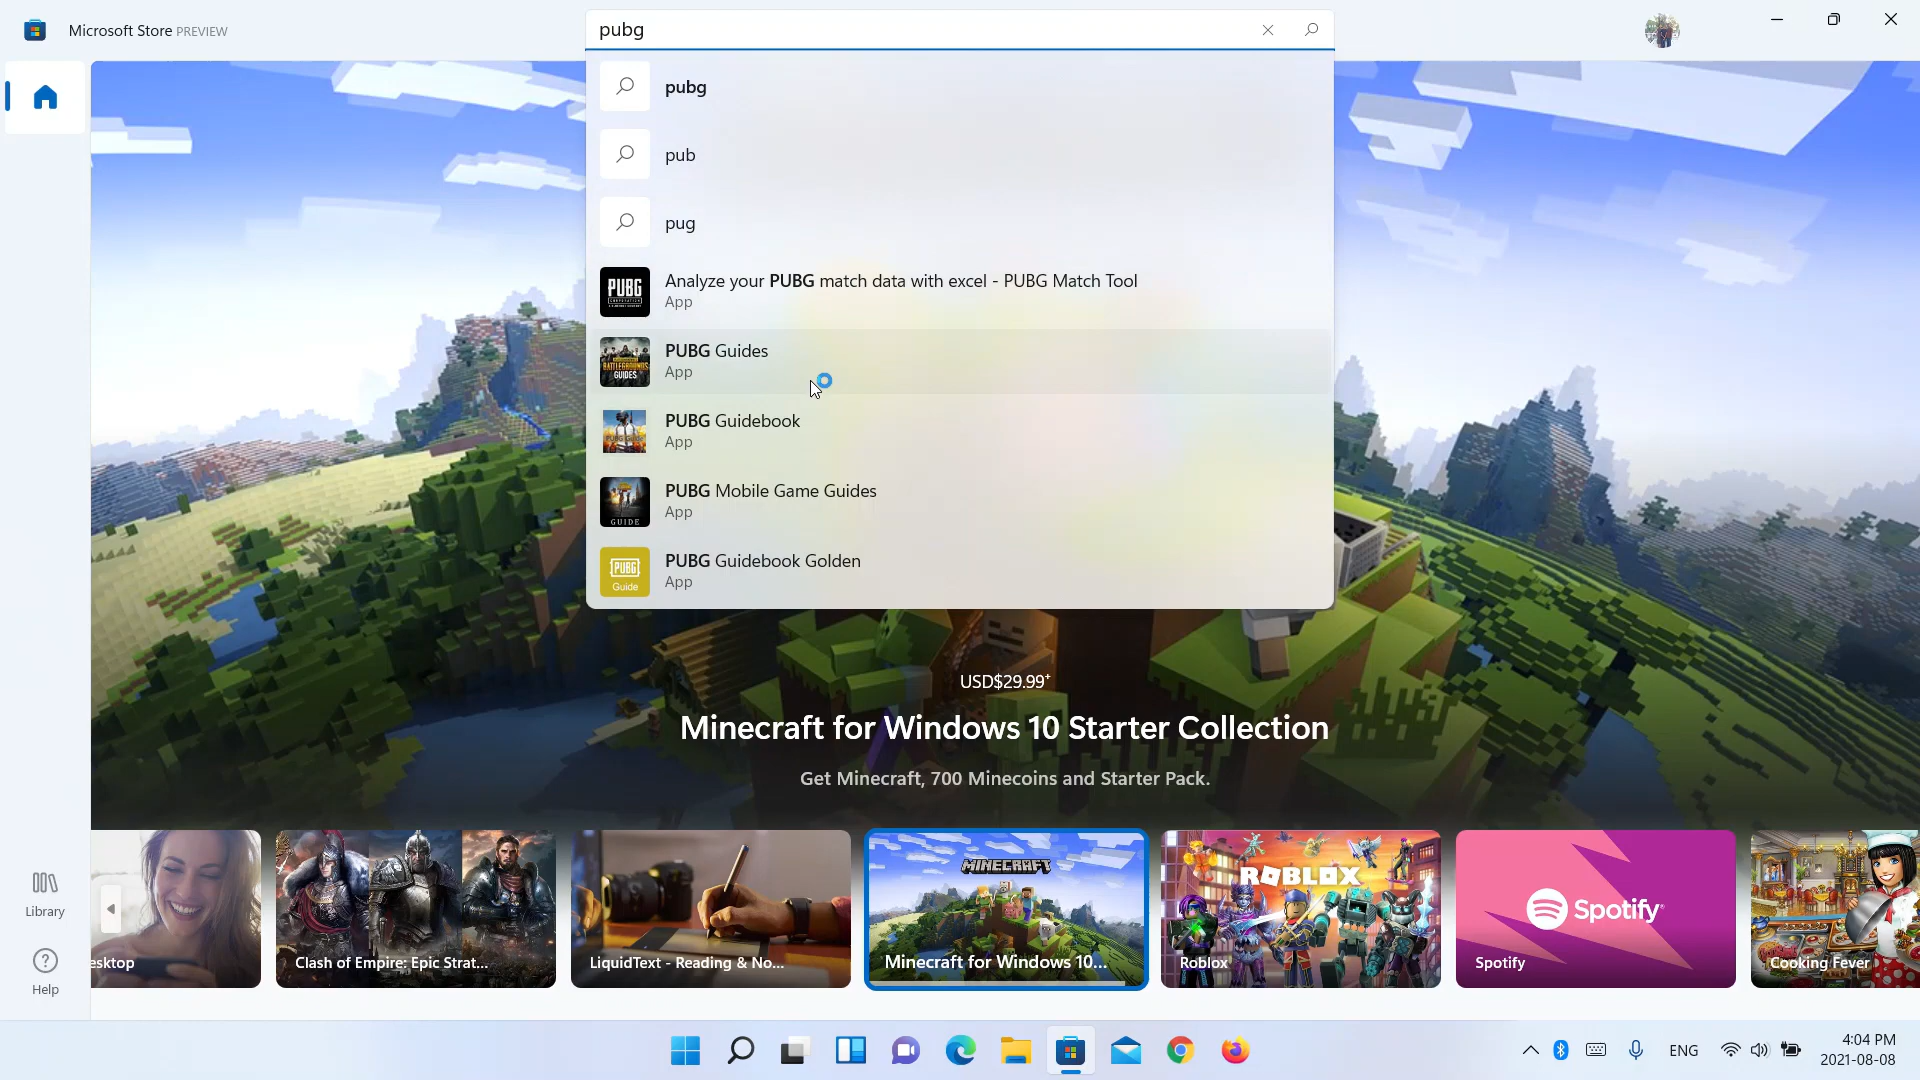 Microsoft Store PREVIEW
pubg
pubg
pub
pug
PUBG
Analyze your PUBG match data with excel - PUBG Match Tool
App
BATTLEGROUNDS
GUIDES
PUBG Guides
App
PUBG Guidebook
App
GUIDE
PUBG Mobile Game Guides
App
PUBG
Guide
PUBG Guidebook Golden
App
USD$29.99+
Minecraft for Windows 10 Starter Collection
Get Minecraft, 700 Minecoins and Starter Pack.
esktop
Clash of Empire: Epic Strat...
LiquidText - Reading & No...
MINECRAFT
Minecraft for Windows 10...
ROBLOX
Roblox
Spotify
Spotify
Cooking Fever
Library
Help
ENG
4:04 PM
2021-08-08